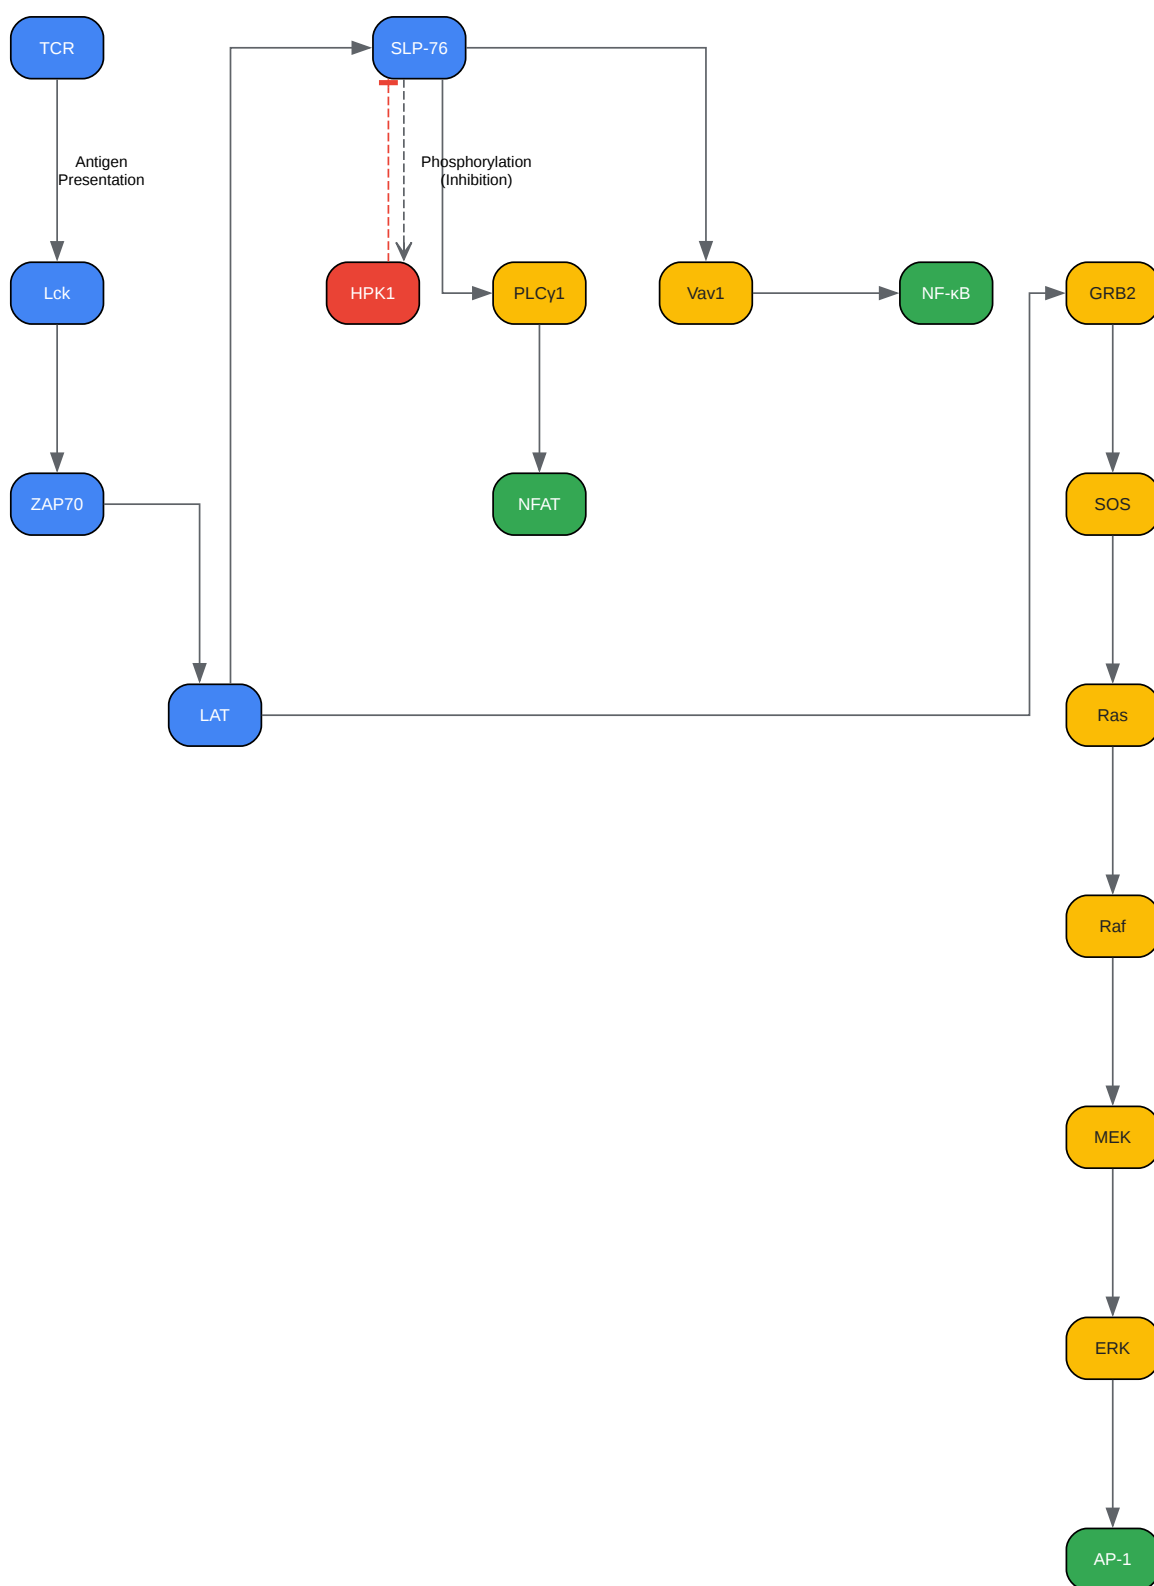 TCR
SLP-76
Antigen
Presentation
Phosphorylation
(Inhibition)
Lck
HPK1
PLCγ1
Vav1
NF-κB
GRB2
ZAP70
NFAT
SOS
LAT
Ras
Raf
MEK
ERK
AP-1